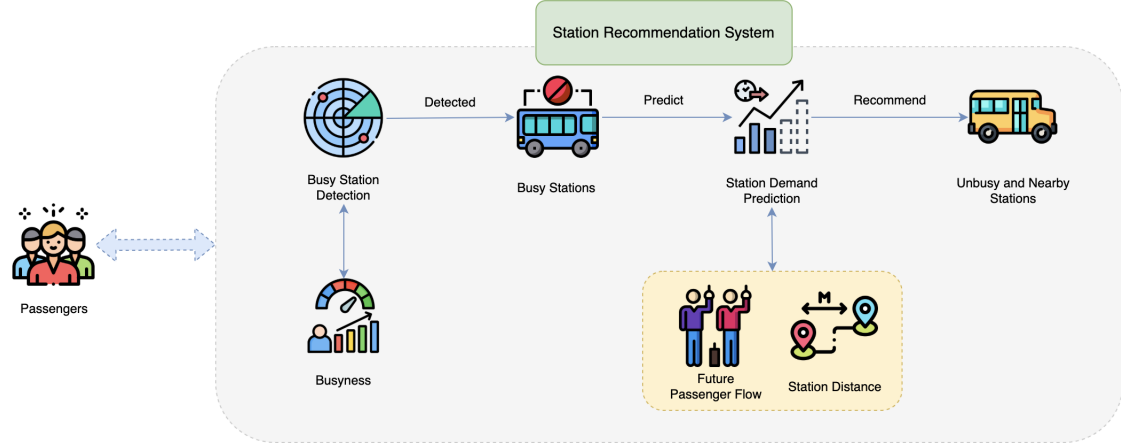 Station Recommendation System
Detected
Predict
Recommend
Busy Station
Detection
Busy Stations
Station Demand
Prediction
Unbusy and Nearby
Stations
Passengers
Busyness
M
Future
Passenger Flow
Station Distance